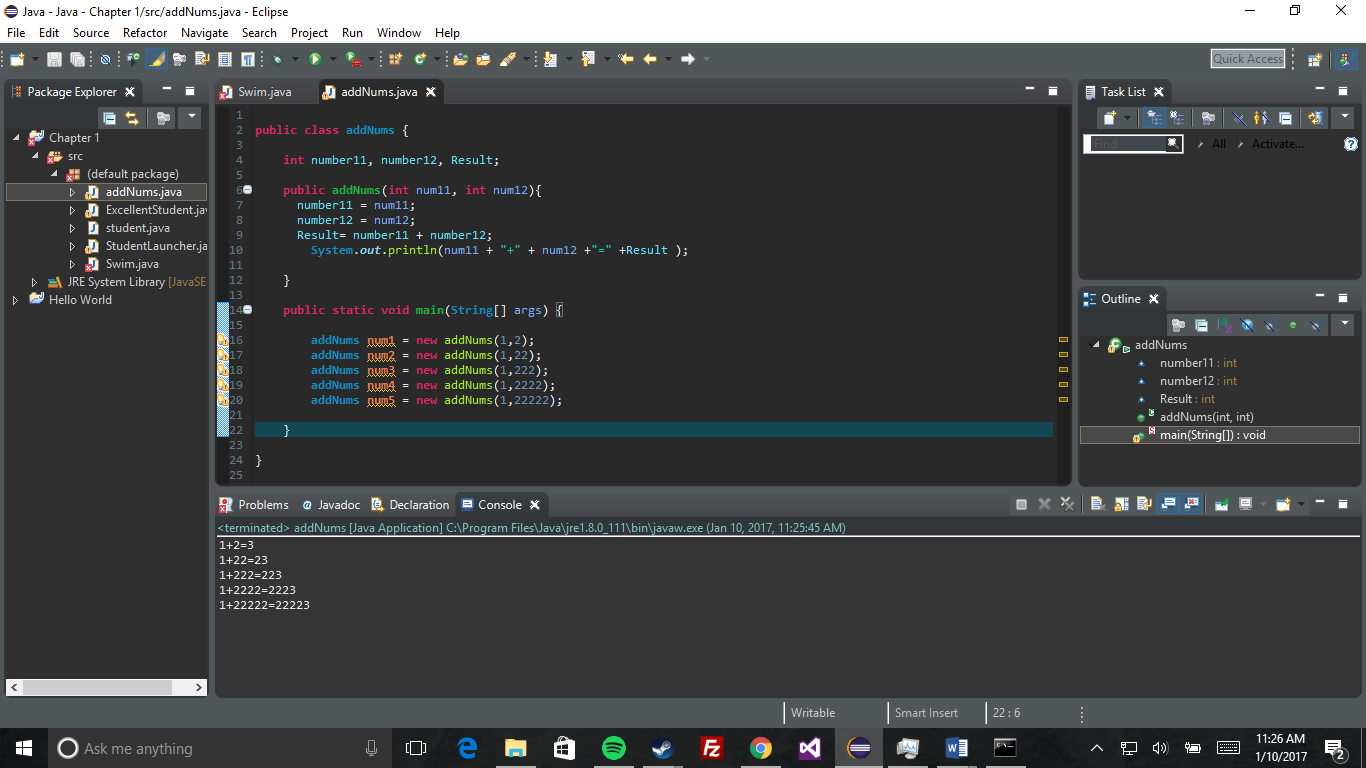 Java - Java - Chapter 1/src/addNums.java - Eclipse
File Edit Source Refactor Navigate Search Project Run Window Help
Quick Access
Package Explorer
Chapter 1
src
(default package)
addNums.java
ExcellentStudent.jav
student.java
StudentLauncher.ja
Swim.java
JRE System Library [JavaSE
Hello World
Swim.java addNums.java
1
2 public class addNums {
3
4 int number11, number12, Result;
5
6 public addNums(int num11, int num12){
7 number11 = num11;
8 number12 = num12;
9 Result= number11 + number12;
10 System.out.println(num11 + "+" + num12 +"=" +Result );
11
12 }
13
14 public static void main(String[] args) {
15
16 addNums num1 = new addNums(1,2);
17 addNums num2 = new addNums(1,22);
18 addNums num3 = new addNums(1,222);
19 addNums num4 = new addNums(1,2222);
20 addNums num5 = new addNums(1,22222);
21
22 }
23
24 }
25
Task List
Find All Activate...
Outline
addNums
number11 : int
number12 : int
Result : int
addNums(int, int)
main(String[]) : void
Problems @ Javadoc Declaration Console
<terminated> addNums [Java Application] C:\Program Files\Java\jre1.8.0_111\bin\javaw.exe (Jan 10, 2017, 11:25:45 AM)
1+2=3
1+22=23
1+222=223
1+2222=2223
1+22222=22223
Writable Smart Insert 22 : 6
Ask me anything
11:26 AM
1/10/2017
2